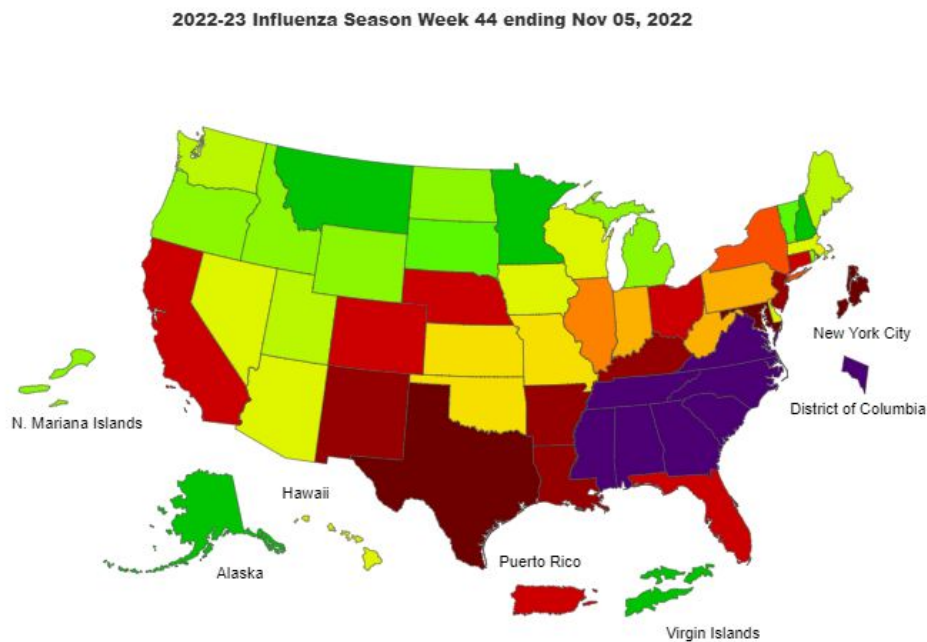 2022-23 Influenza Season Week 44 ending Nov 05, 2022
New York City
District of Columbia
N. Mariana Islands
Hawaii
Alaska
Puerto Rico
Virgin Islands